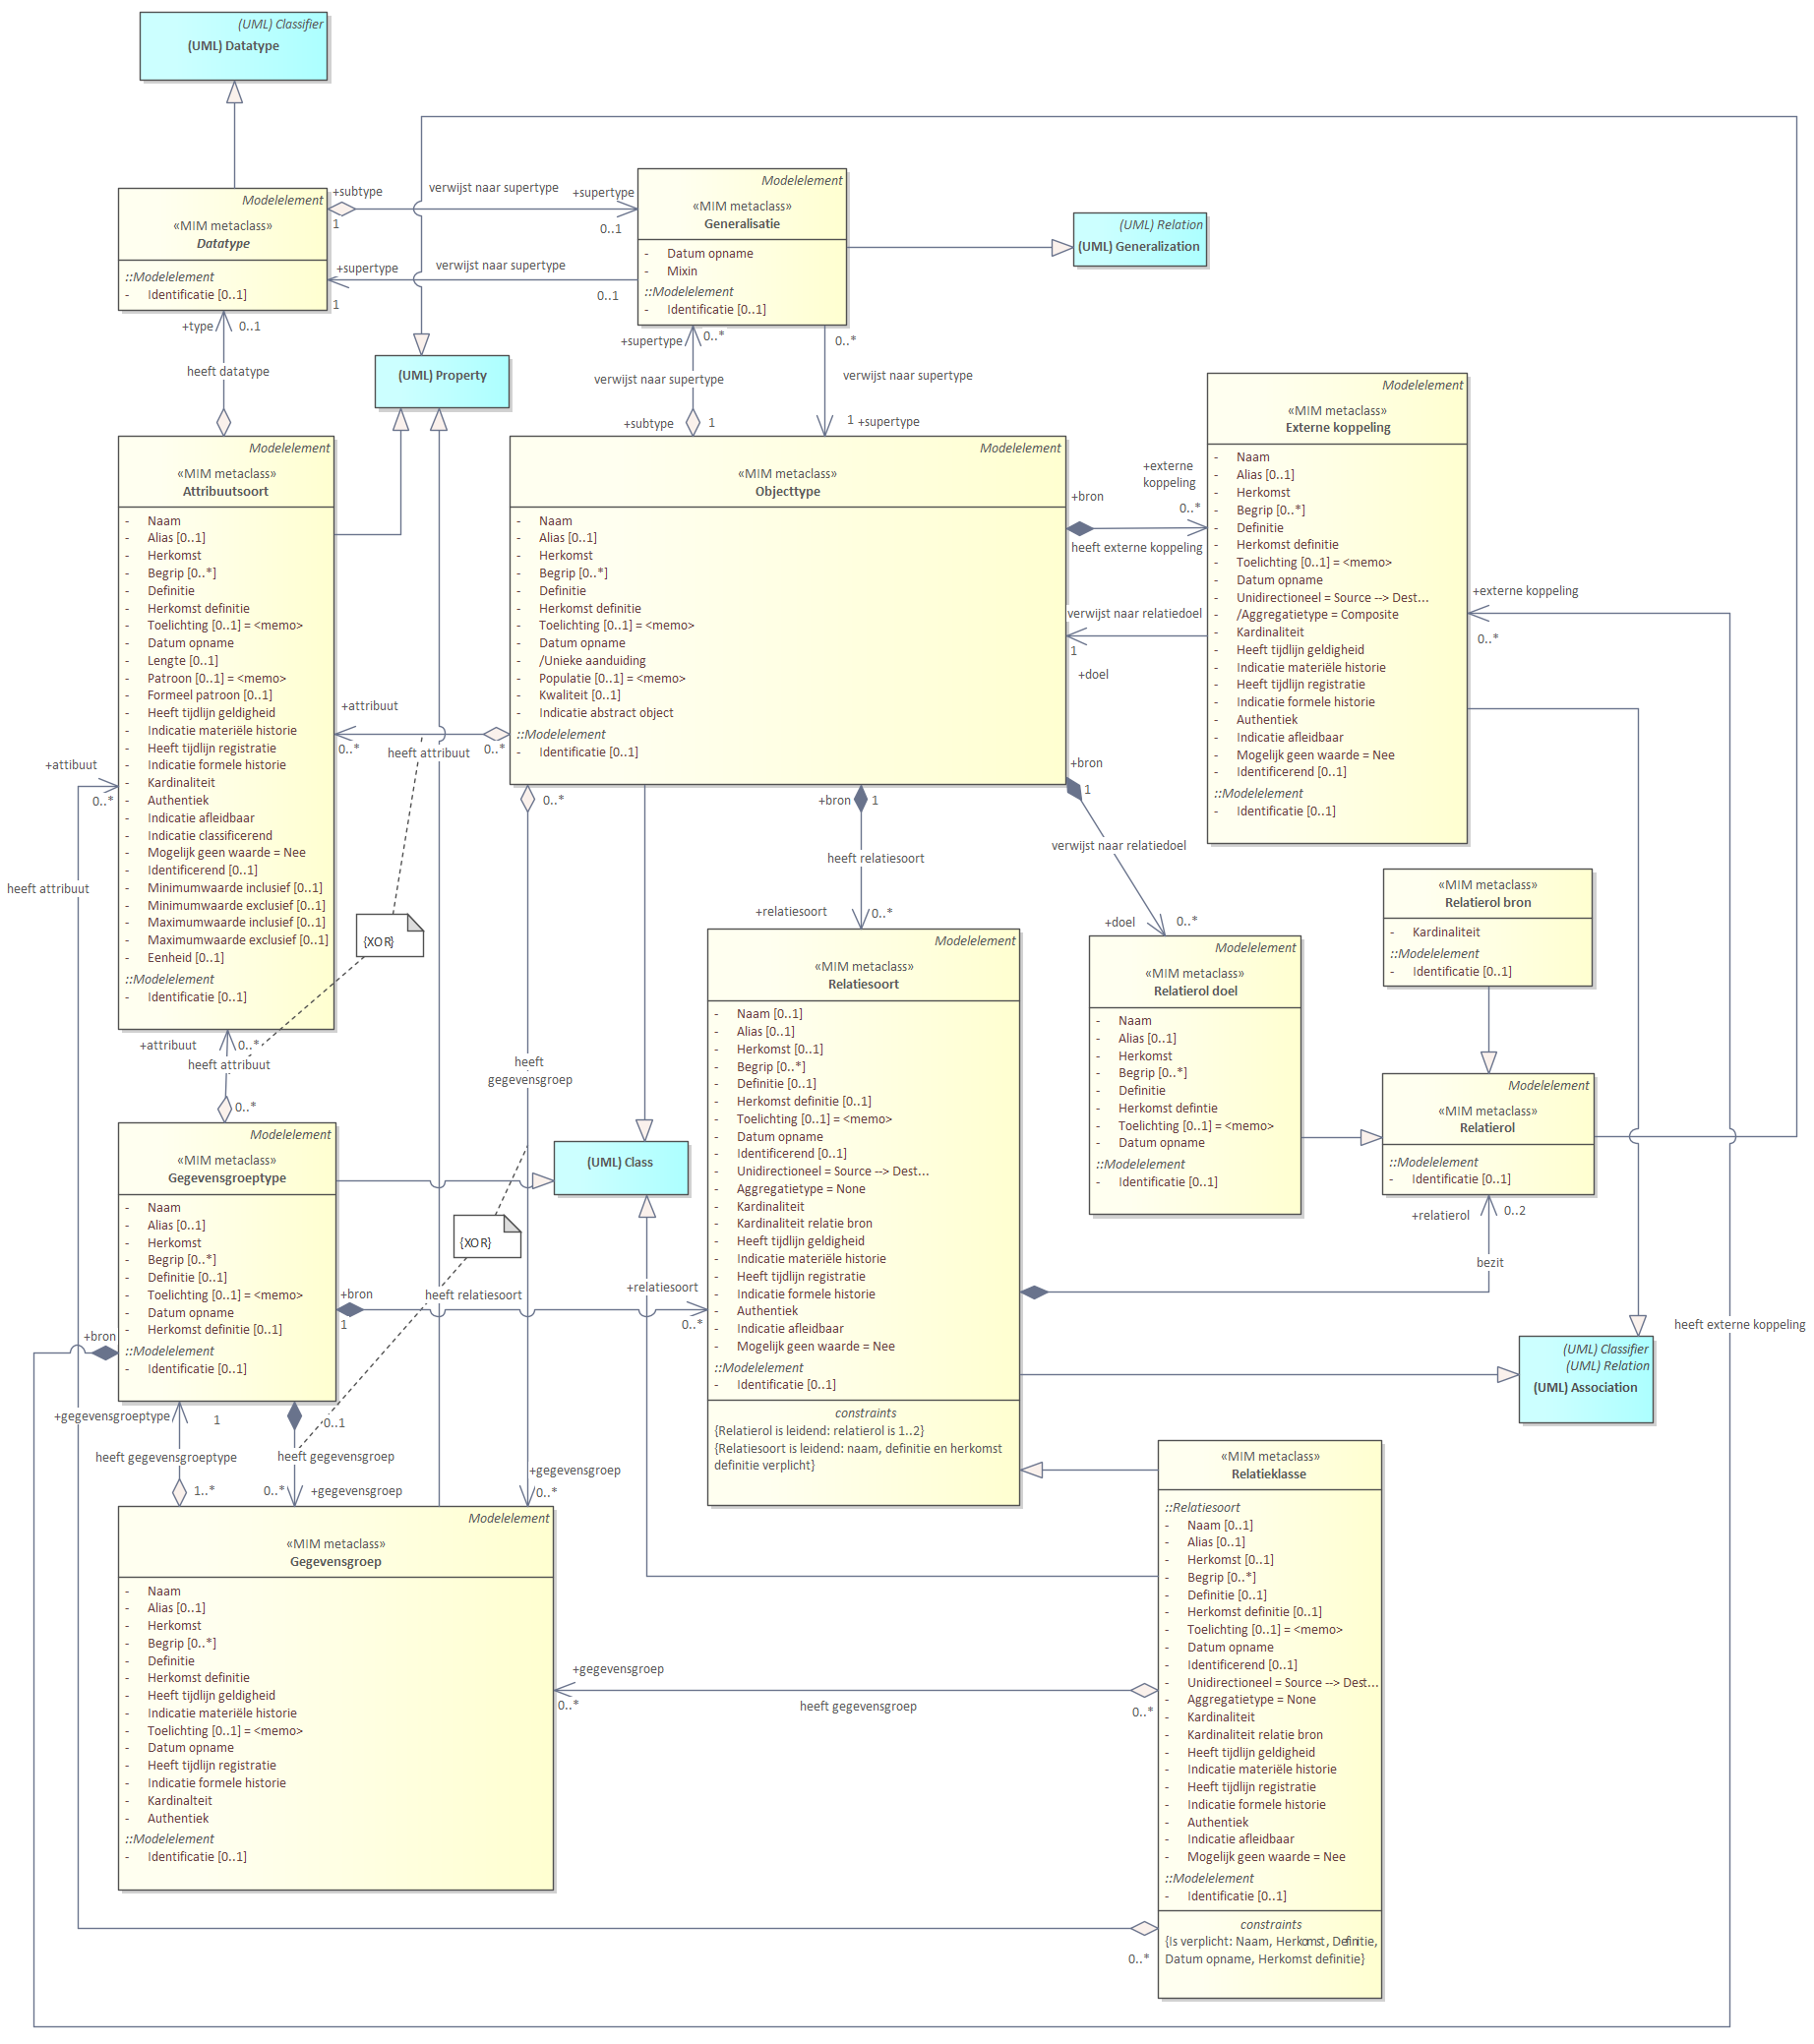 (UML) Classifier
(UML) Datatype
Modelelement
«MIM metaclass»
Datatype
::Modelelement
- Identificatie [0..1]
+subtype
1
verwijst naar supertype
+supertype
0..1
+supertype
1
verwijst naar supertype
0..1
Modelelement
«MIM metaclass»
Generalisatie
- Datum opname
- Mixin
::Modelelement
- Identificatie [0..1]
(UML) Relation
(UML) Generalization
+type
0..1
heeft datatype
(UML) Property
+supertype
0..*
verwijst naar supertype
+subtype
1
0..*
verwijst naar supertype
1
+supertype
Modelelement
«MIM metaclass»
Attribuutsoort
- Naam
- Alias [0..1]
- Herkomst
- Begrip [0..*]
- Definitie
- Herkomst definitie
- Toelichting [0..1] = <memo>
- Datum opname
- Lengte [0..1]
- Patroon [0..1] = <memo>
- Formeel patroon [0..1]
- Heeft tijdlijn geldigheid
- Indicatie materiële historie
- Heeft tijdlijn registratie
- Indicatie formele historie
- Kardinaliteit
- Authentiek
- Indicatie afleidbaar
- Indicatie classificerend
- Mogelijk geen waarde = Nee
- Identificerend [0..1]
- Minimumwaarde inclusief [0..1]
- Minimumwaarde exclusief [0..1]
- Maximumwaarde inclusief [0..1]
- Maximumwaarde exclusief [0..1]
- Eenheid [0..1]
::Modelelement
- Identificatie [0..1]
Modelelement
«MIM metaclass»
Objecttype
- Naam
- Alias [0..1]
- Herkomst
- Begrip [0..*]
- Definitie
- Herkomst definitie
- Toelichting [0..1] = <memo>
- Datum opname
- /Unieke aanduiding
- Populatie [0..1] = <memo>
- Kwaliteit [0..1]
- Indicatie abstract object
::Modelelement
- Identificatie [0..1]
Modelelement
«MIM metaclass»
Externe koppeling
- Naam
- Alias [0..1]
- Herkomst
- Begrip [0..*]
- Definitie
- Herkomst definitie
- Toelichting [0..1] = <memo>
- Datum opname
- Unidirectioneel = Source --> Dest...
- /Aggregatietype = Composite
- Kardinaliteit
- Heeft tijdlijn geldigheid
- Indicatie materiële historie
- Heeft tijdlijn registratie
- Indicatie formele historie
- Authentiek
- Indicatie afleidbaar
- Mogelijk geen waarde = Nee
- Identificerend [0..1]
::Modelelement
- Identificatie [0..1]
+bron
+externe
koppeling
0..*
heeft externe koppeling
verwijst naar relatiedoel
1
+doel
+externe koppeling
0..*
+attribuut
0..*
heeft attribuut
0..*
+attibuut
0..*
heeft attribuut
{XOR}
0..*
heeft
gegevensgroep
+bron
1
heeft relatiesoort
+relatiesoort
0..*
+bron
1
verwijst naar relatiedoel
+doel
0..*
«MIM metaclass»
Relatierol bron
- Kardinaliteit
::Modelelement
- Identificatie [0..1]
Modelelement
«MIM metaclass»
Relatiesoort
- Naam [0..1]
- Alias [0..1]
- Herkomst [0..1]
- Begrip [0..*]
- Definitie [0..1]
- Herkomst definitie [0..1]
- Toelichting [0..1] = <memo>
- Datum opname
- Identificerend [0..1]
- Unidirectioneel = Source --> Dest...
- Aggregatietype = None
- Kardinaliteit
- Kardinaliteit relatie bron
- Heeft tijdlijn geldigheid
- Indicatie materiële historie
- Heeft tijdlijn registratie
- Indicatie formele historie
- Authentiek
- Indicatie afleidbaar
- Mogelijk geen waarde = Nee
::Modelelement
- Identificatie [0..1]
constraints
{Relatierol is leidend: relatierol is 1..2}
{Relatiesoort is leidend: naam, definitie en herkomst
definitie verplicht}
Modelelement
«MIM metaclass»
Relatierol doel
- Naam
- Alias [0..1]
- Herkomst
- Begrip [0..*]
- Definitie
- Herkomst defintie
- Toelichting [0..1] = <memo>
- Datum opname
::Modelelement
- Identificatie [0..1]
Modelelement
«MIM metaclass»
Relatierol
::Modelelement
- Identificatie [0..1]
+relatierol
0..2
bezit
+attribuut
0..*
heeft attribuut
0..*
Modelelement
«MIM metaclass»
Gegevensgroeptype
- Naam
- Alias [0..1]
- Herkomst
- Begrip [0..*]
- Definitie [0..1]
- Toelichting [0..1] = <memo>
- Datum opname
- Herkomst definitie [0..1]
::Modelelement
- Identificatie [0..1]
(UML) Class
{XOR}
+bron
1
heeft relatiesoort
+relatiesoort
0..*
+bron
heeft externe koppeling
(UML) Classifier
(UML) Relation
(UML) Association
+gegevensgroeptype
1
heeft gegevensgroeptype
1..*
0..1
heeft gegevensgroep
0..*
+gegevensgroep
+gegevensgroep
0..*
Modelelement
«MIM metaclass»
Gegevensgroep
- Naam
- Alias [0..1]
- Herkomst
- Begrip [0..*]
- Definitie
- Herkomst definitie
- Heeft tijdlijn geldigheid
- Indicatie materiële historie
- Toelichting [0..1] = <memo>
- Datum opname
- Heeft tijdlijn registratie
- Indicatie formele historie
- Kardinalteit
- Authentiek
::Modelelement
- Identificatie [0..1]
+gegevensgroep
0..*
heeft gegevensgroep
0..*
«MIM metaclass»
Relatieklasse
::Relatiesoort
- Naam [0..1]
- Alias [0..1]
- Herkomst [0..1]
- Begrip [0..*]
- Definitie [0..1]
- Herkomst definitie [0..1]
- Toelichting [0..1] = <memo>
- Datum opname
- Identificerend [0..1]
- Unidirectioneel = Source --> Dest...
- Aggregatietype = None
- Kardinaliteit
- Kardinaliteit relatie bron
- Heeft tijdlijn geldigheid
- Indicatie materiële historie
- Heeft tijdlijn registratie
- Indicatie formele historie
- Authentiek
- Indicatie afleidbaar
- Mogelijk geen waarde = Nee
::Modelelement
- Identificatie [0..1]
constraints
{Is verplicht: Naam, Herkomst, Definitie,
Datum opname, Herkomst definitie}
0..*